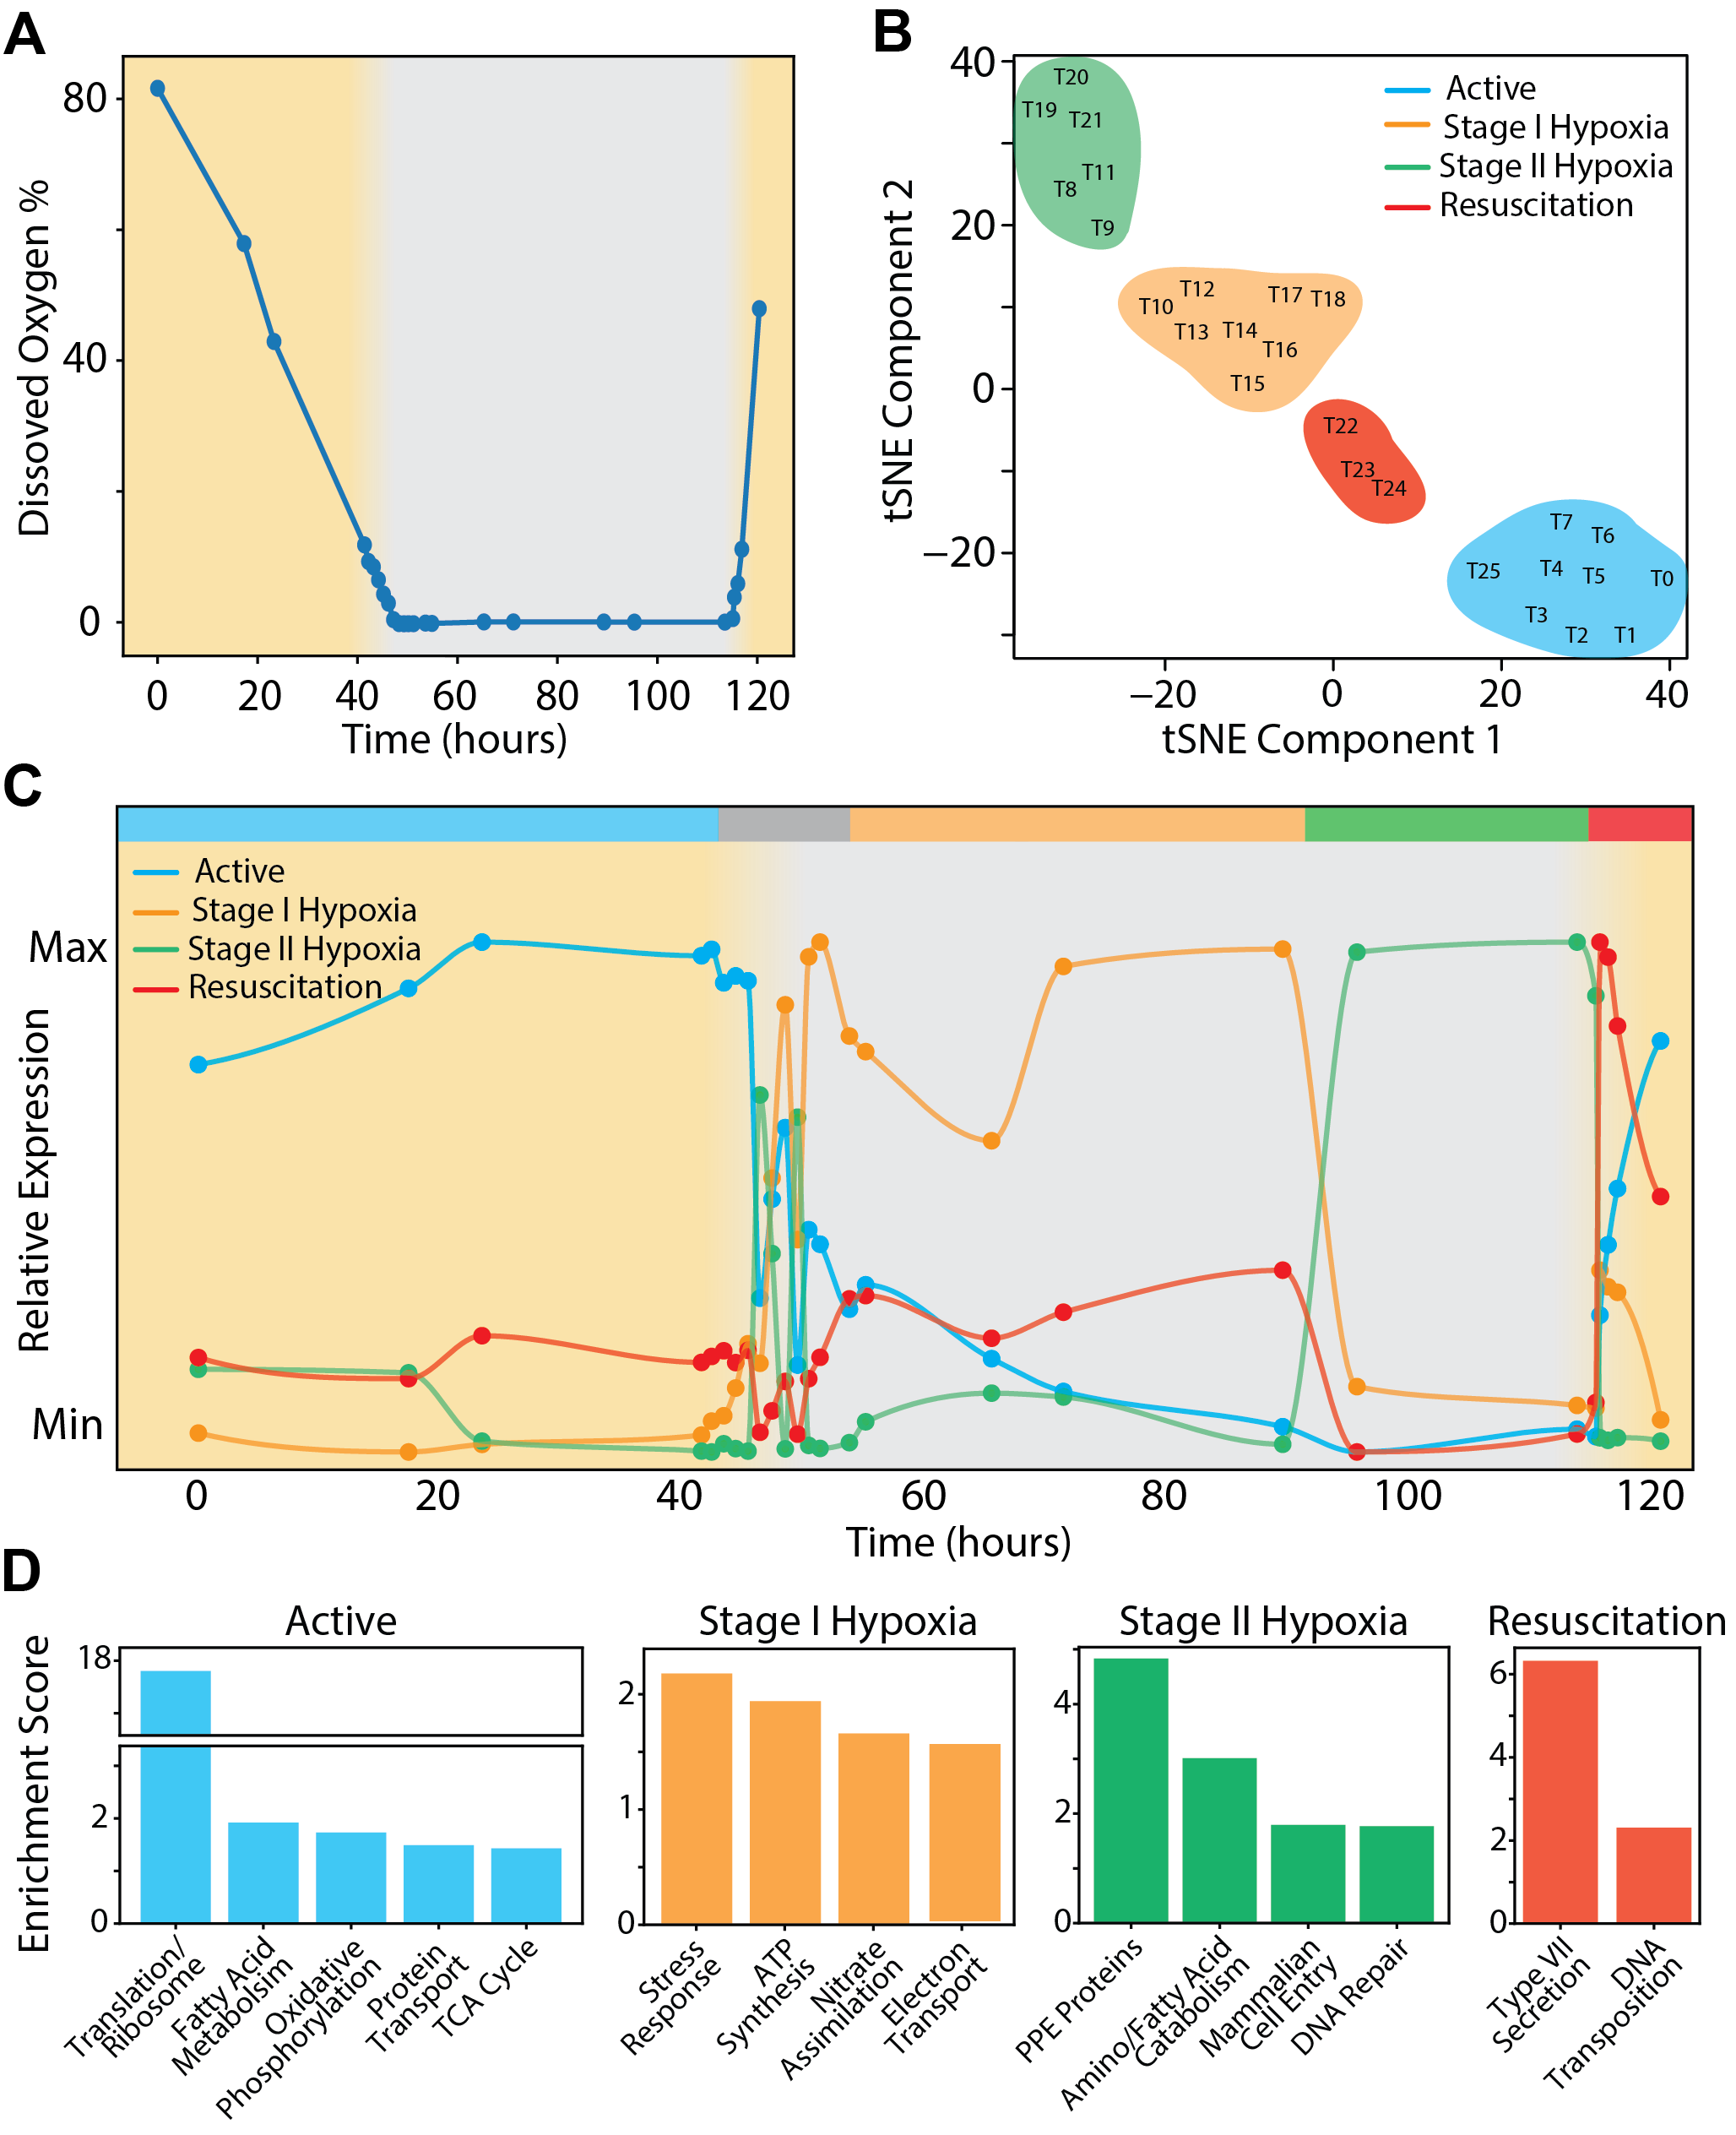 A
Dissoved Oxygen %
80
40
0
0 20 40 60 80 100 120
Time (hours)
B
tSNE Component 2
40
20
0
−20
Active
Stage I Hypoxia
Stage II Hypoxia
Resuscitation
T20
T19
T21
T11
T8
T9
T12
T17
T18
T10
T13
T14
T16
T15
T22
T23
T24
T7
T6
T25
T4
T5
T0
T3
T2
T1
−20 0 20 40
tSNE Component 1
C
Relative Expression
Max
Min
Active
Stage I Hypoxia
Stage II Hypoxia
Resuscitation
0 20 40 60 80 100 120
Time (hours)
D
Enrichment Score
Active
18
2
0
Translation/
Ribosome
Fatty Acid
Metabolsim
Oxidative
Phosphorylation
Protein
Transport
TCA Cycle
Stage I Hypoxia
2
1
0
Stress
Response
ATP
Synthesis
Nitrate
Assimilation
Electron
Transport
Stage II Hypoxia
4
2
0
PPE Proteins
Amino/Fatty Acid
Catabolism
Mammalian
Cell Entry
DNA Repair
Resuscitation
6
4
2
0
Type VII
Secretion
DNA
Transposition